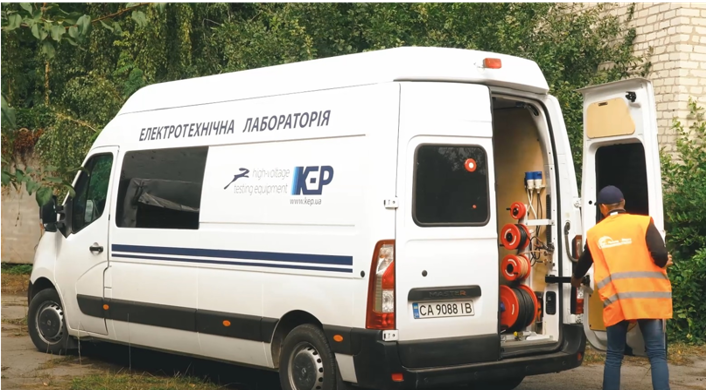 ЕЛЕКТРОТЕХНІЧНА ЛАБОРАТОРІЯ
high-voltage
testing equipment
KEP
www.kep.ua
CA 9088 IB